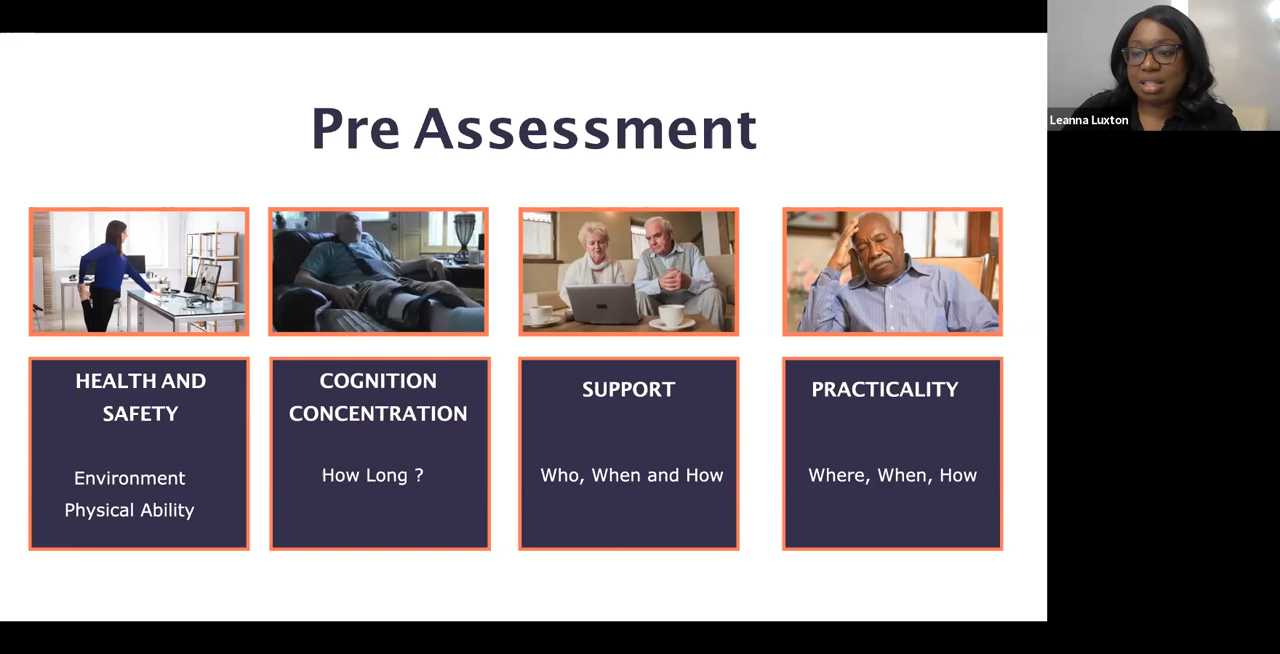 Pre Assessment
Leanna Luxton
HEALTH AND
SAFETY
Environment
Physical Ability
COGNITION
CONCENTRATION
How Long ?
SUPPORT
Who, When and How
PRACTICALITY
Where, When, How